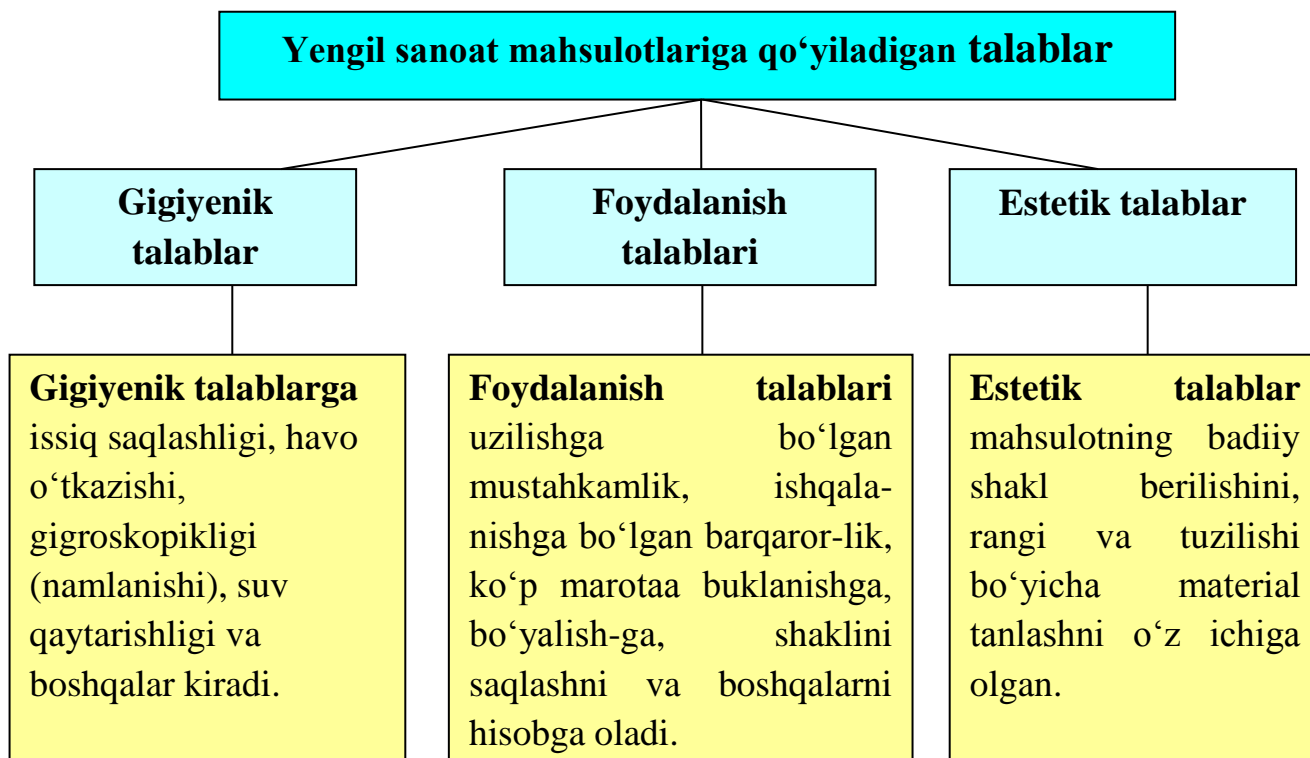 Yengil sanoat mahsulotlariga qo‘yiladigan talablar
Gigiyenik
talablar
Foydalanish
talablari
Estetik talablar
Gigiyenik talablarga
issiq saqlashligi, havo
o‘tkazishi,
gigroskopikligi
(namlanishi), suv
qaytarishligi va
boshqalar kiradi.
Foydalanish talablari
uzilishga bo‘lgan
mustahkamlik, ishqala-
nishga bo‘lgan barqaror-lik,
ko‘p marotaa buklanishga,
bo‘yalish-ga, shaklini
saqlashni va boshqalarni
hisobga oladi.
Estetik talablar
mahsulotning badiiy
shakl berilishini,
rangi va tuzilishi
bo‘yicha material
tanlashni o‘z ichiga
olgan.